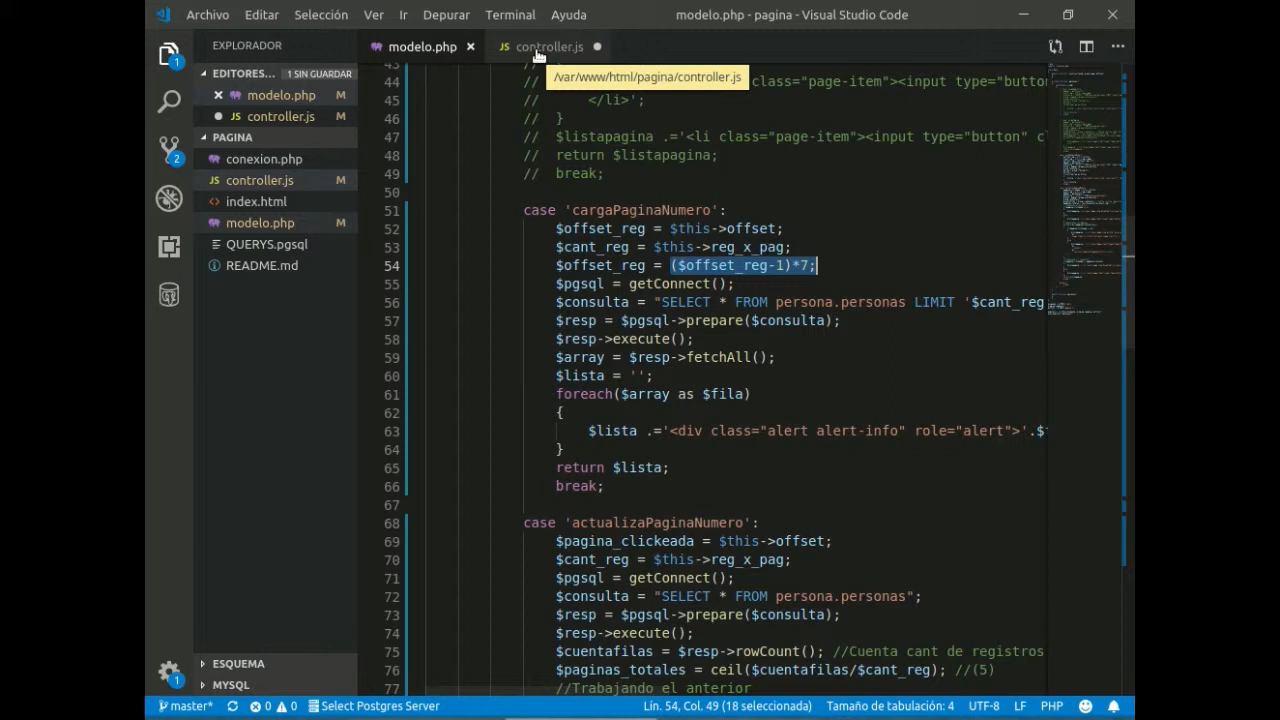 Archivo Editar Selección Ver Ir Depurar Terminal Ayuda modelo.php - pagina - Visual Studio Code
EXPLORADOR
modelo.php
JS controller.js
/var/www/html/pagina/controller.js
EDITORES... 1 SIN GUARDAR
modelo.php M
controller.js M
PAGINA
conexion.php
controller.js M
index.html
modelo.php M
QUERYS.pgsql
README.md
ESQUEMA
MYSQL
1
2
1
43 //
44 // class="page-item"><input type="button"
45 // </li>';
46 // }
47 // $listapagina .='<li class="page-item"><input type="button" c
48 // return $listapagina;
49 // break;
50
51 case 'cargaPaginaNumero':
52 $offset_reg = $this->offset;
53 $cant_reg = $this->reg_x_pag;
54 $offset_reg = ($offset_reg-1)*7;
55 $pgsql = getConnect();
56 $consulta = "SELECT * FROM persona.personas LIMIT '$cant_reg
57 $resp = $pgsql->prepare($consulta);
58 $resp->execute();
59 $array = $resp->fetchAll();
60 $lista = '';
61 foreach($array as $fila)
62 {
63 $lista .='<div class="alert alert-info" role="alert">'.$
64 }
65 return $lista;
66 break;
67
68 case 'actualizaPaginaNumero':
69 $pagina_clickeada = $this->offset;
70 $cant_reg = $this->reg_x_pag;
71 $pgsql = getConnect();
72 $consulta = "SELECT * FROM persona.personas";
73 $resp = $pgsql->prepare($consulta);
74 $resp->execute();
75 $cuentafilas = $resp->rowCount(); //Cuenta cant de registros
76 $paginas_totales = ceil($cuentafilas/$cant_reg); //(5)
77 //Trabajando el anterior
master* 0 0 Select Postgres Server Lín. 54, Col. 49 (18 seleccionada) Tamaño de tabulación: 4 UTF-8 LF PHP